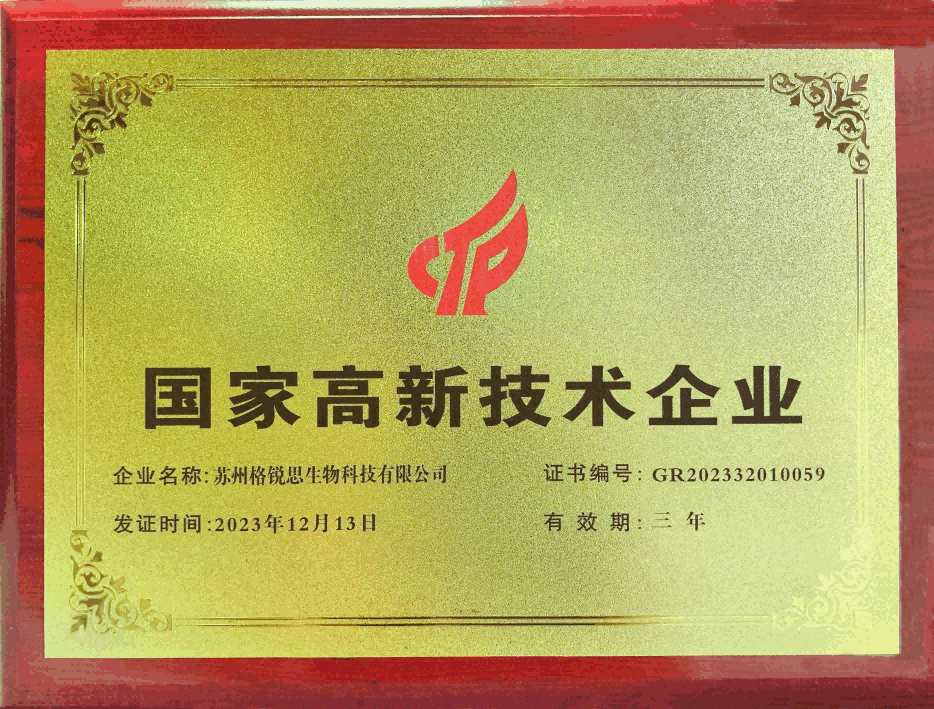 CTP
国家高新技术企业
企业名称:苏州格锐思生物科技有限公司
证书编号: GR202332010059
发证时间:2023年12月13日
有效期: 三年